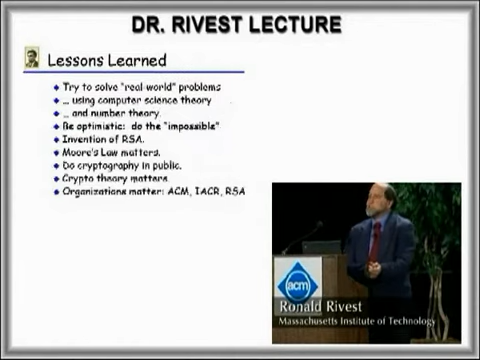 DR. RIVEST LECTURE
Lessons Learned
Try to solve "real-world" problems
... using computer science theory
... and number theory.
Be optimistic: do the "impossible"
Invention of RSA.
Moore's Law matters.
Do cryptography in public.
Crypto theory matters.
Organizations matter: ACM, IACR, RSA
acm
Ronald Rivest
Massachusetts Institute of Technology